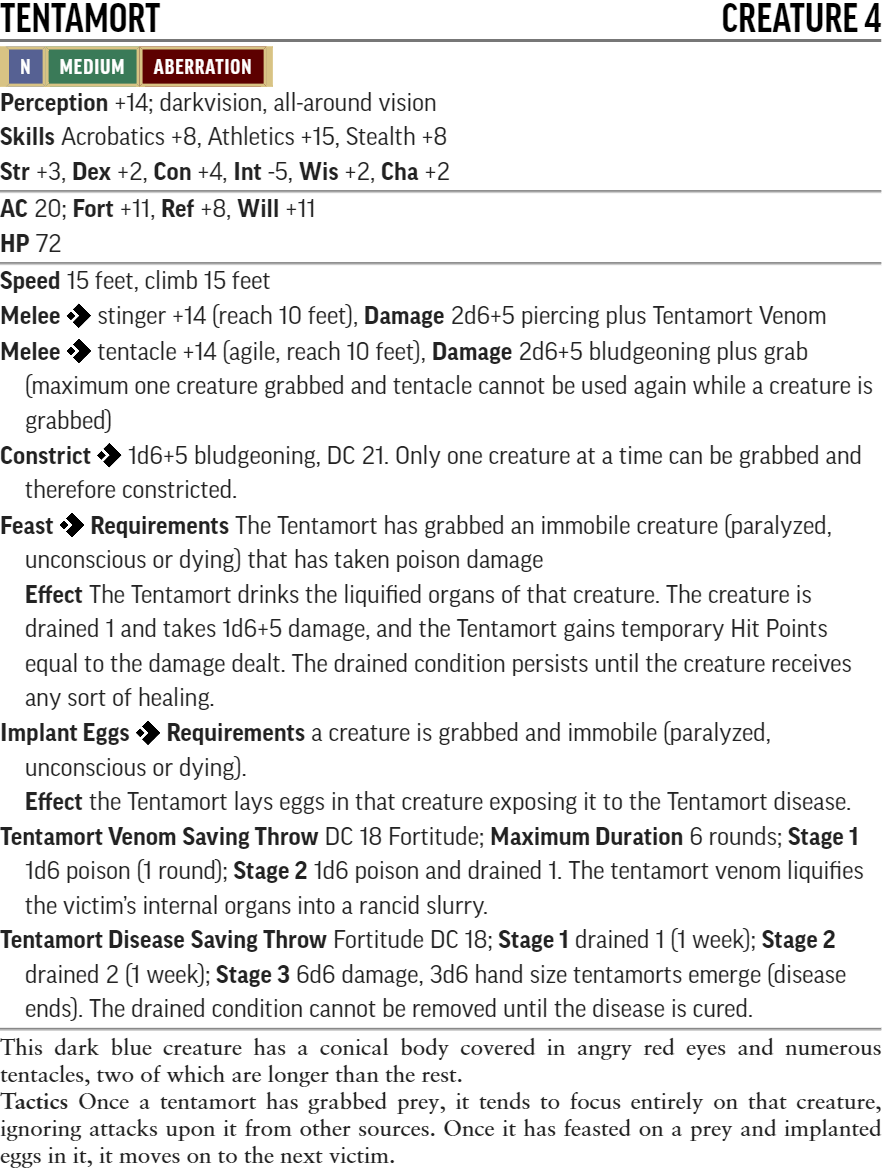 TENTAMORT CREATURE 4
N MEDIUM ABERRATION
Perception +14; darkvision, all-around vision
Skills Acrobatics +8, Athletics +15, Stealth +8
Str +3, Dex +2, Con +4, Int -5, Wis +2, Cha +2
AC 20; Fort +11, Ref +8, Will +11
HP 72
Speed 15 feet, climb 15 feet
Melee stinger +14 (reach 10 feet), Damage 2d6+5 piercing plus Tentamort Venom
Melee tentacle +14 (agile, reach 10 feet), Damage 2d6+5 bludgeoning plus grab
(maximum one creature grabbed and tentacle cannot be used again while a creature is
grabbed)
Constrict 1d6+5 bludgeoning, DC 21. Only one creature at a time can be grabbed and
therefore constricted.
Feast Requirements The Tentamort has grabbed an immobile creature (paralyzed,
unconscious or dying) that has taken poison damage
Effect The Tentamort drinks the liquified organs of that creature. The creature is
drained 1 and takes 1d6+5 damage, and the Tentamort gains temporary Hit Points
equal to the damage dealt. The drained condition persists until the creature receives
any sort of healing.
Implant Eggs Requirements a creature is grabbed and immobile (paralyzed,
unconscious or dying).
Effect the Tentamort lays eggs in that creature exposing it to the Tentamort disease.
Tentamort Venom Saving Throw DC 18 Fortitude; Maximum Duration 6 rounds; Stage 1
1d6 poison (1 round); Stage 2 1d6 poison and drained 1. The tentamort venom liquifies
the victim's internal organs into a rancid slurry.
Tentamort Disease Saving Throw Fortitude DC 18; Stage 1 drained 1 (1 week); Stage 2
drained 2 (1 week); Stage 3 6d6 damage, 3d6 hand size tentamorts emerge (disease
ends). The drained condition cannot be removed until the disease is cured.
This dark blue creature has a conical body covered in angry red eyes and numerous
tentacles, two of which are longer than the rest.
Tactics Once a tentamort has grabbed prey, it tends to focus entirely on that creature,
ignoring attacks upon it from other sources. Once it has feasted on a prey and implanted
eggs in it, it moves on to the next victim.